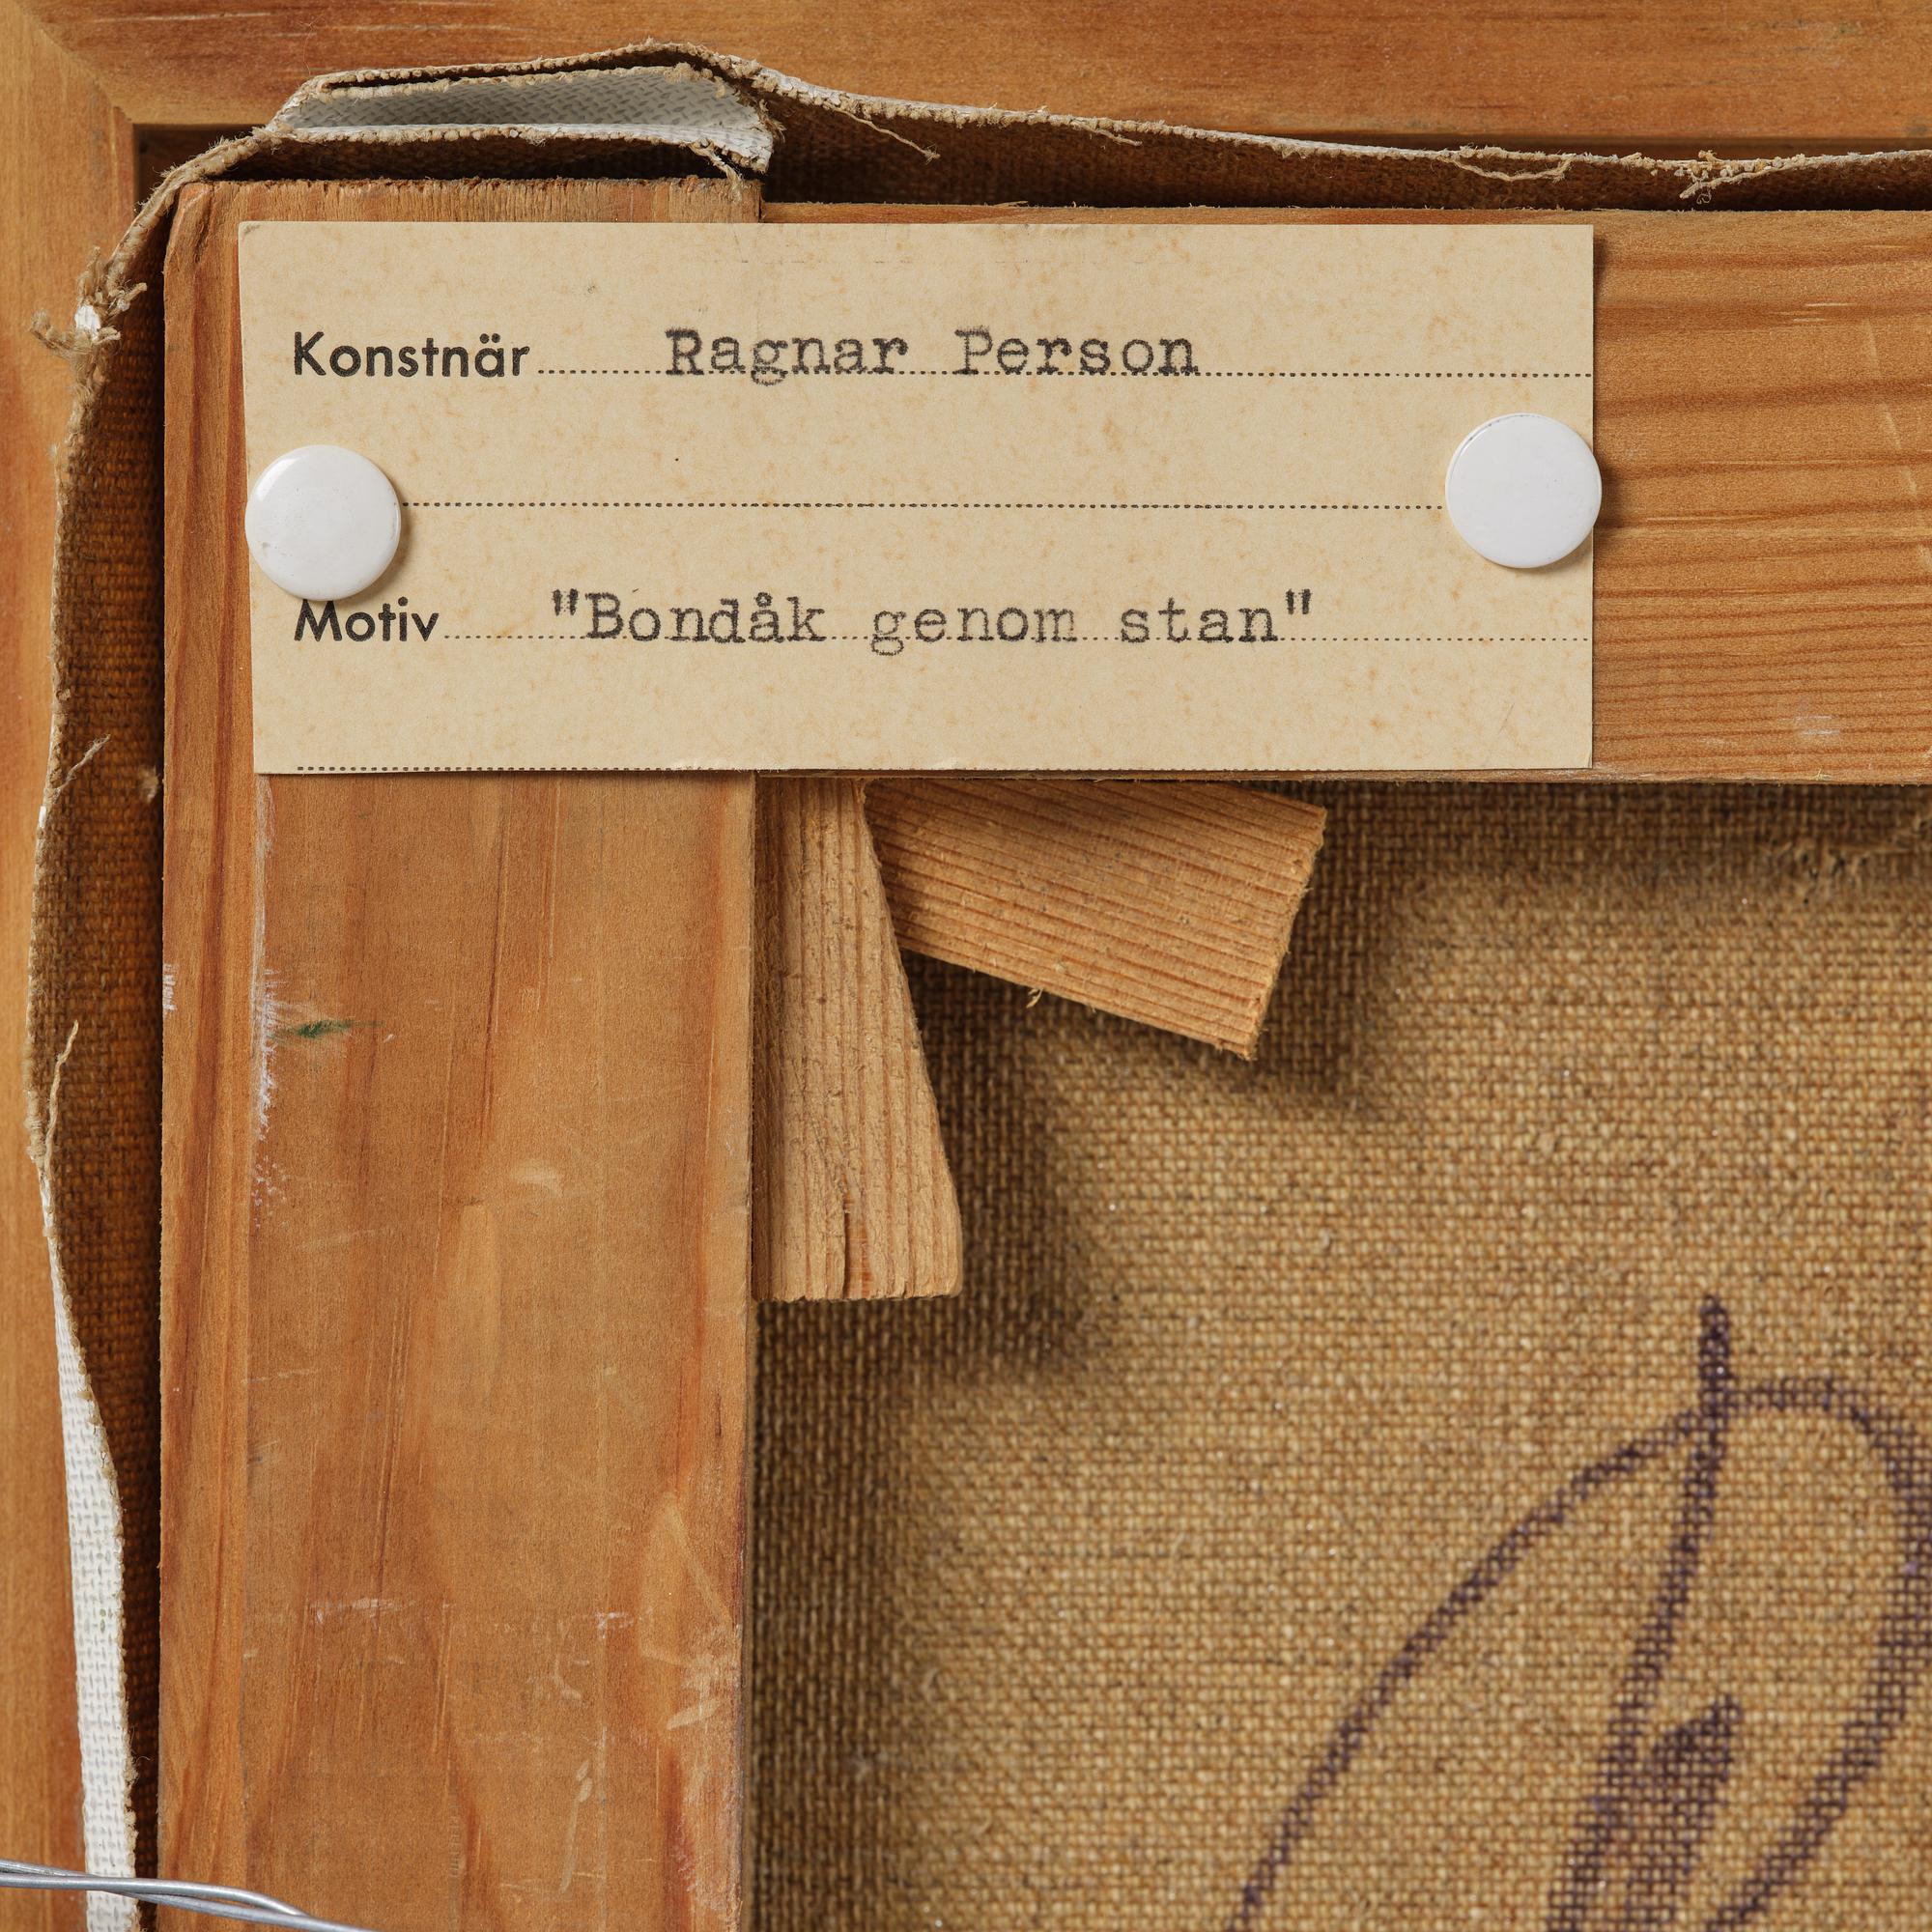 Konstnär Ragnar Person
Motiv "Bondåk genom stan"